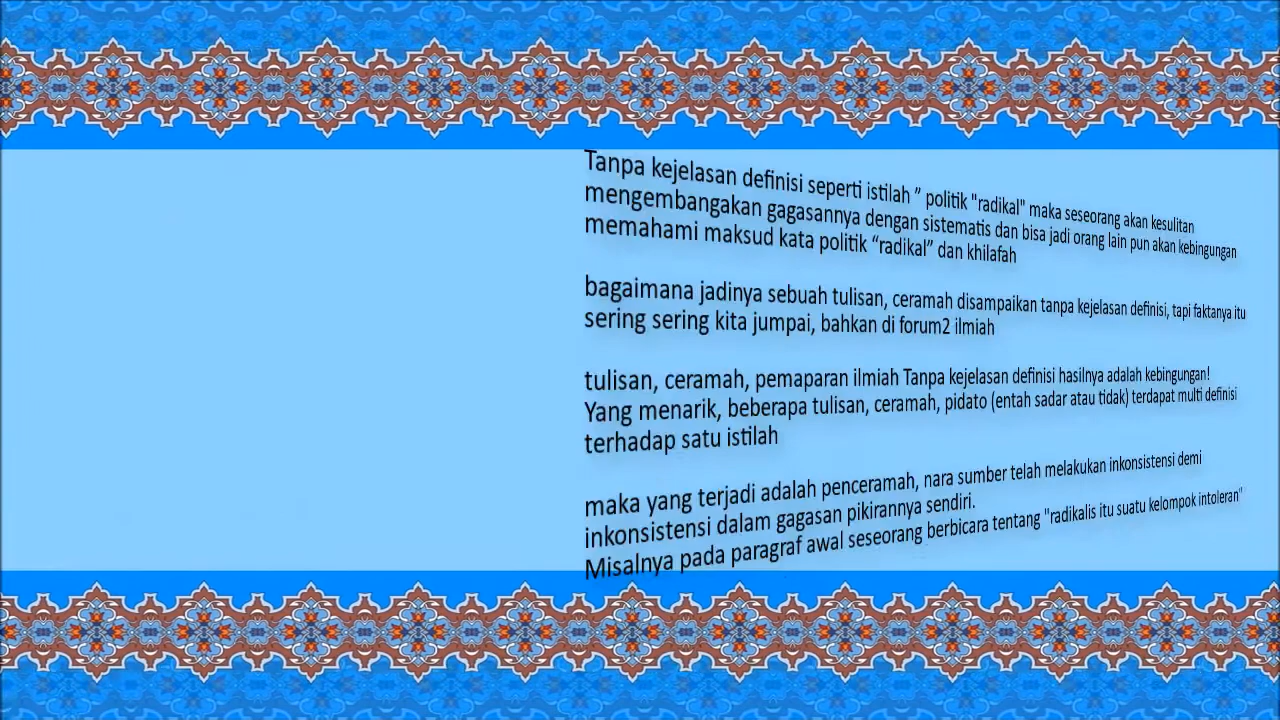 Tanpa kejelasan definisi seperti istilah ” politik "radikal" maka seseorang akan kesulitan
mengembangakan gagasannya dengan sistematis dan bisa jadi orang lain pun akan kebingungan
memahami maksud kata politik “radikal” dan khilafah
bagaimana jadinya sebuah tulisan, ceramah disampaikan tanpa kejelasan definisi, tapi faktanya itu
sering sering kita jumpai, bahkan di forum2 ilmiah
tulisan, ceramah, pemaparan ilmiah Tanpa kejelasan definisi hasilnya adalah kebingungan!
Yang menarik, beberapa tulisan, ceramah, pidato (entah sadar atau tidak) terdapat multi definisi
terhadap satu istilah
maka yang terjadi adalah penceramah, nara sumber telah melakukan inkonsistensi demi
inkonsistensi dalam gagasan pikirannya sendiri.
Misalnya pada paragraf awal seseorang berbicara tentang "radikalis itu suatu kelompok intoleran"